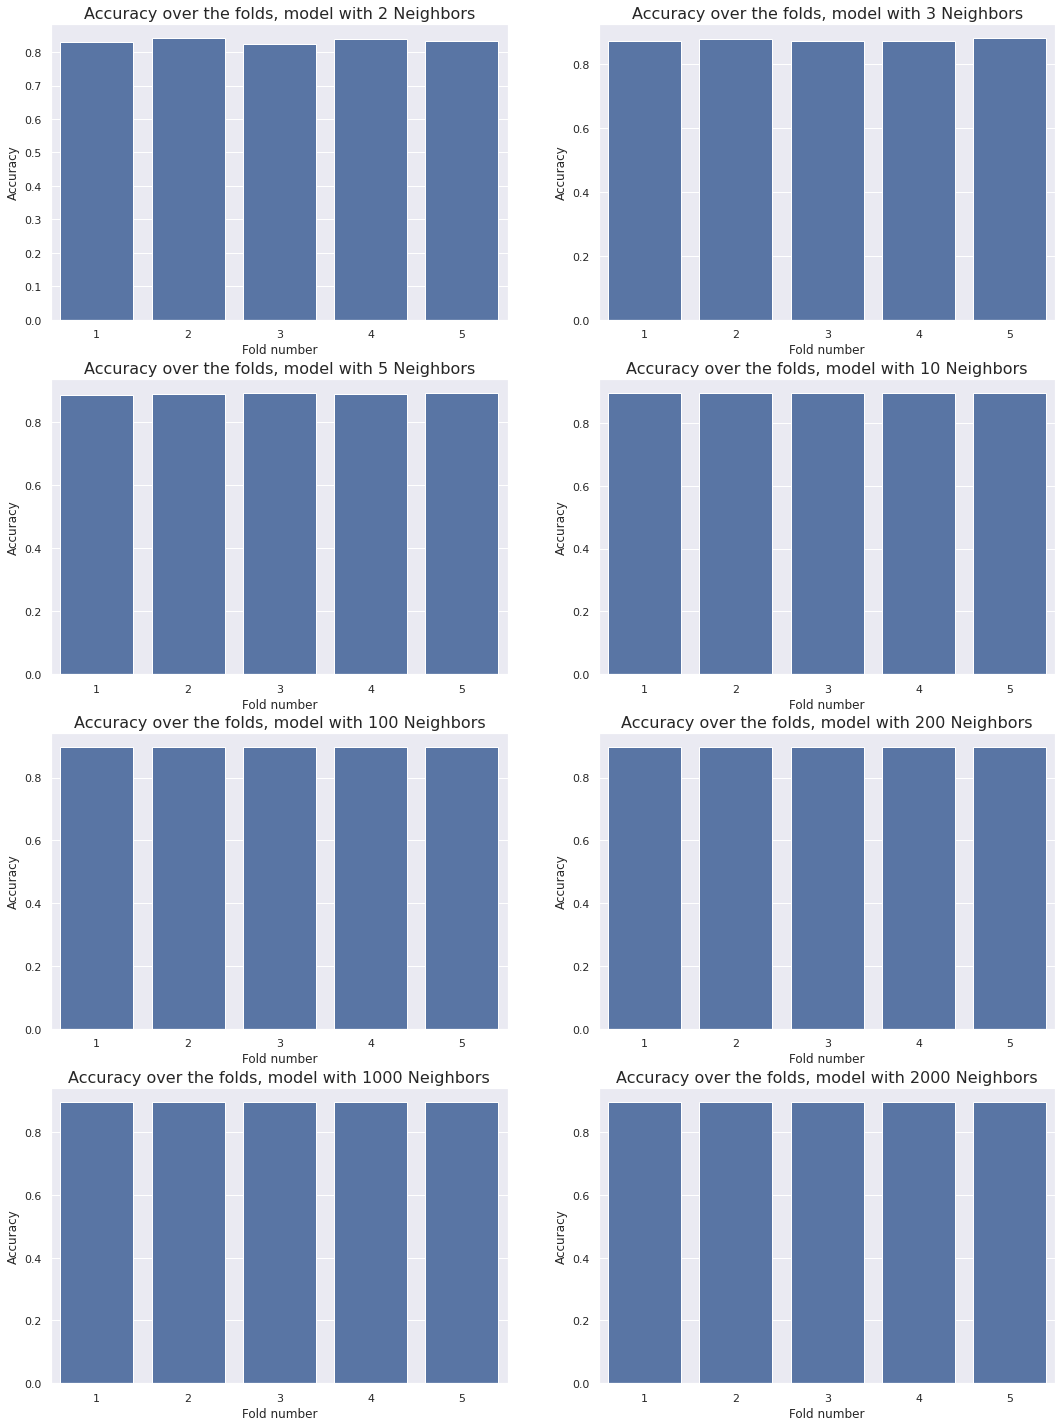 Accuracy over the folds, model with 2 Neighbors
Accuracy
0.8
0.7
0.6
0.5
0.4
0.3
0.2
0.1
0.0
1 2 3 4 5
Fold number
Accuracy over the folds, model with 3 Neighbors
Accuracy
0.8
0.6
0.4
0.2
0.0
1 2 3 4 5
Fold number
Accuracy over the folds, model with 5 Neighbors
Accuracy
0.8
0.6
0.4
0.2
0.0
1 2 3 4 5
Fold number
Accuracy over the folds, model with 10 Neighbors
Accuracy
0.8
0.6
0.4
0.2
0.0
1 2 3 4 5
Fold number
Accuracy over the folds, model with 100 Neighbors
Accuracy
0.8
0.6
0.4
0.2
0.0
1 2 3 4 5
Fold number
Accuracy over the folds, model with 200 Neighbors
Accuracy
0.8
0.6
0.4
0.2
0.0
1 2 3 4 5
Fold number
Accuracy over the folds, model with 1000 Neighbors
Accuracy
0.8
0.6
0.4
0.2
0.0
1 2 3 4 5
Fold number
Accuracy over the folds, model with 2000 Neighbors
Accuracy
0.8
0.6
0.4
0.2
0.0
1 2 3 4 5
Fold number